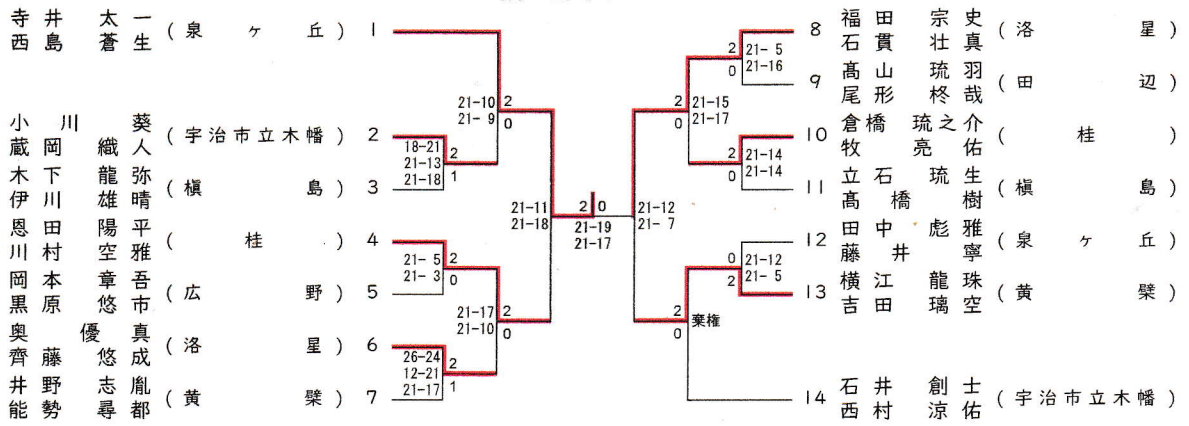 寺井太一
西島蒼生
(泉ヶ丘) 1
小川葵
蔵岡織人
(宇治市立木幡) 2
木下龍弥
伊川雄晴
(槇島) 3
恩田陽平
川村空雅
(桂) 4
岡本章吾
黒原悠市
(広野) 5
奥優真
齊藤悠成
(洛星) 6
井野志胤
能勢尋都
(黄檗) 7
21-10 2
21- 9 0
18-21
21-13 2
21-18 1
21- 5 2
21- 3 0
21-17 2
21-10 0
26-24
12-21 2
21-17 1
21-11
21-18
2 0
21-19
21-17
21-12
21- 7
2 21-15
0 21-17
2 21- 5
0 21-16
2 21-14
0 21-14
0 21-12
2 21- 5
2 棄権
0
8 福田宗史
石貫壮真
(洛星)
9 髙山琉羽
尾形柊哉
(田辺)
10 倉橋琉之介
牧亮佑
(桂)
11 立石琉生
髙橋樹
(槇島)
12 田中彪雅
藤井寧
(泉ヶ丘)
13 横江龍珠
吉田璃空
(黄檗)
14 石井創士
西村涼佑
(宇治市立木幡)